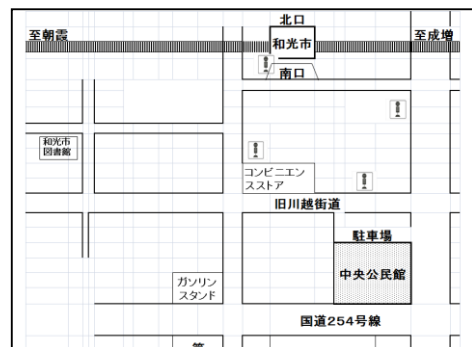 北口
至朝霞
和光市
至成増
南口
和光市
図書館
コンビニエン
スストア
旧川越街道
駐車場
中央公民館
ガソリン
スタンド
国道254号線